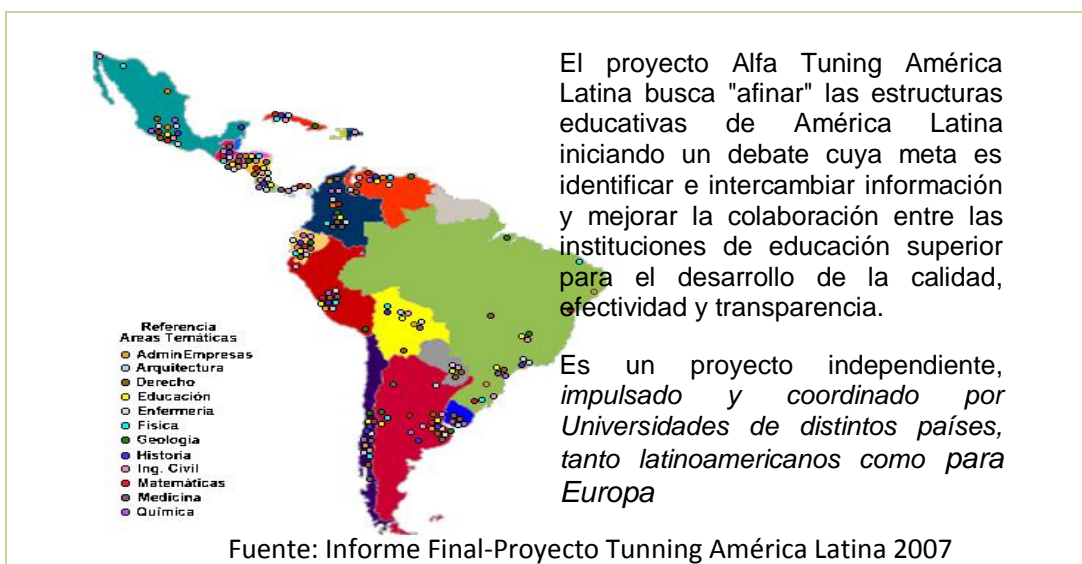 El proyecto Alfa Tuning América
Latina busca "afinar" las estructuras
educativas de América Latina
iniciando un debate cuya meta es
identificar e intercambiar información
y mejorar la colaboración entre las
instituciones de educación superior
para el desarrollo de la calidad,
efectividad y transparencia.
Es un proyecto independiente,
impulsado y coordinado por
Universidades de distintos países,
tanto latinoamericanos como para
Europa
Referencia
Areas Temáticas
AdminEmpresas
Arquitectura
Derecho
Educación
Enfermeria
Fisica
Geologia
Historia
Ing. Civil
Matemáticas
Medicina
Química
Fuente: Informe Final-Proyecto Tunning América Latina 2007